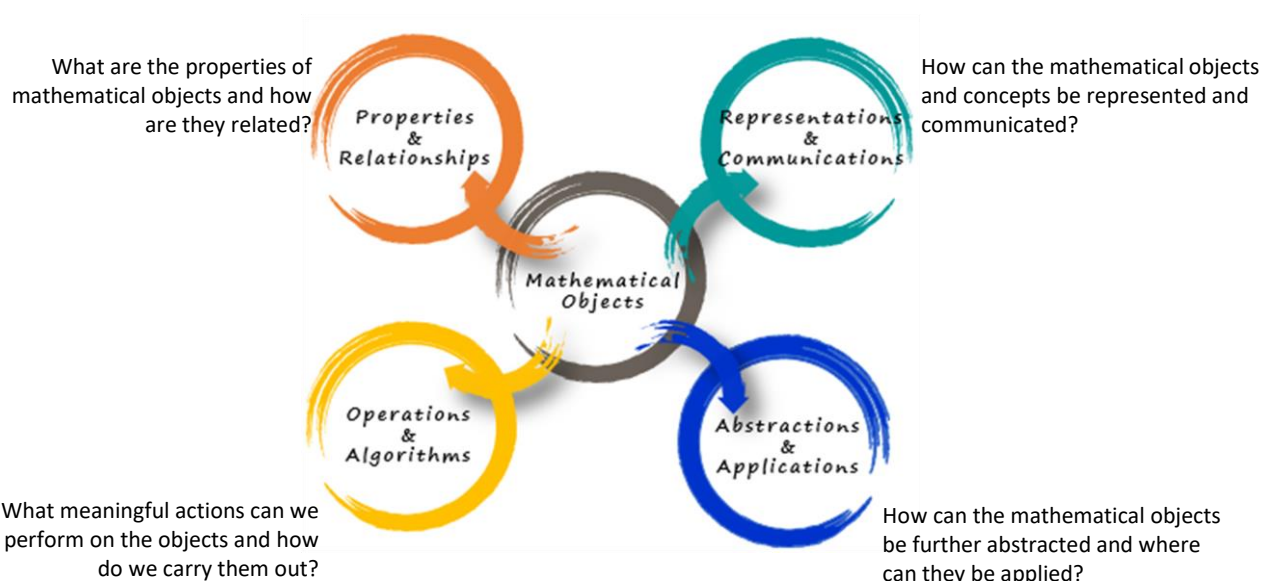 What are the properties of
mathematical objects and how
are they related?
Properties
&
Relationships
Representations
&
Communications
How can the mathematical objects
and concepts be represented and
communicated?
Mathematical
Objects
Operations
&
Algorithms
What meaningful actions can we
perform on the objects and how
do we carry them out?
Abstractions
&
Applications
How can the mathematical objects
be further abstracted and where
can they be applied?